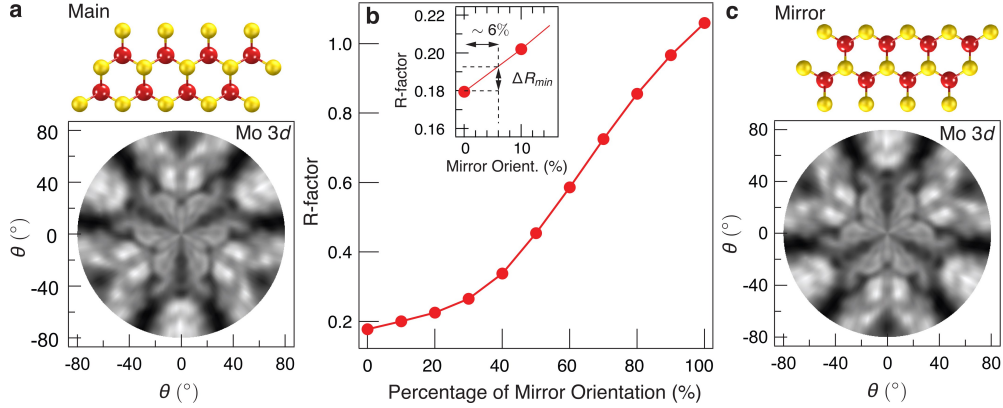 a Main
Mo 3d
80
40
0
-40
-80
θ (°)
-80 -40 0 40 80
θ (°)
b
R-factor
1.0
0.8
0.6
0.4
0.2
0 20 40 60 80 100
Percentage of Mirror Orientation (%)
R-factor
0.22
0.20
0.18
0.16
0 10
Mirror Orient. (%)
~ 6%
ΔRmin
c Mirror
Mo 3d
80
40
0
-40
-80
θ (°)
-80 -40 0 40 80
θ (°)